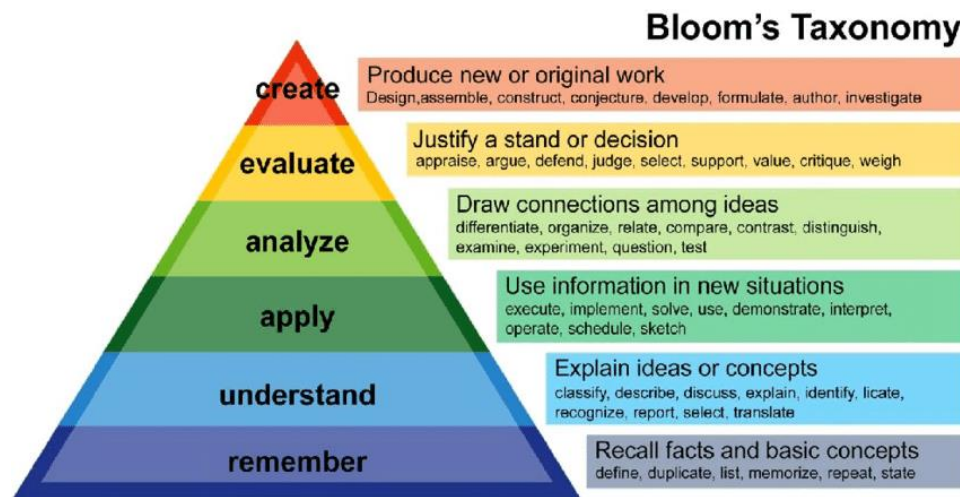 Bloom's Taxonomy
create
Produce new or original work
Design,assemble, construct, conjecture, develop, formulate, author, investigate
evaluate
Justify a stand or decision
appraise, argue, defend, judge, select, support, value, critique, weigh
analyze
Draw connections among ideas
differentiate, organize, relate, compare, contrast, distinguish,
examine, experiment, question, test
apply
Use information in new situations
execute, implement, solve, use, demonstrate, interpret,
operate, schedule, sketch
understand
Explain ideas or concepts
classify, describe, discuss, explain, identify, licate,
recognize, report, select, translate
remember
Recall facts and basic concepts
define, duplicate, list, memorize, repeat, state